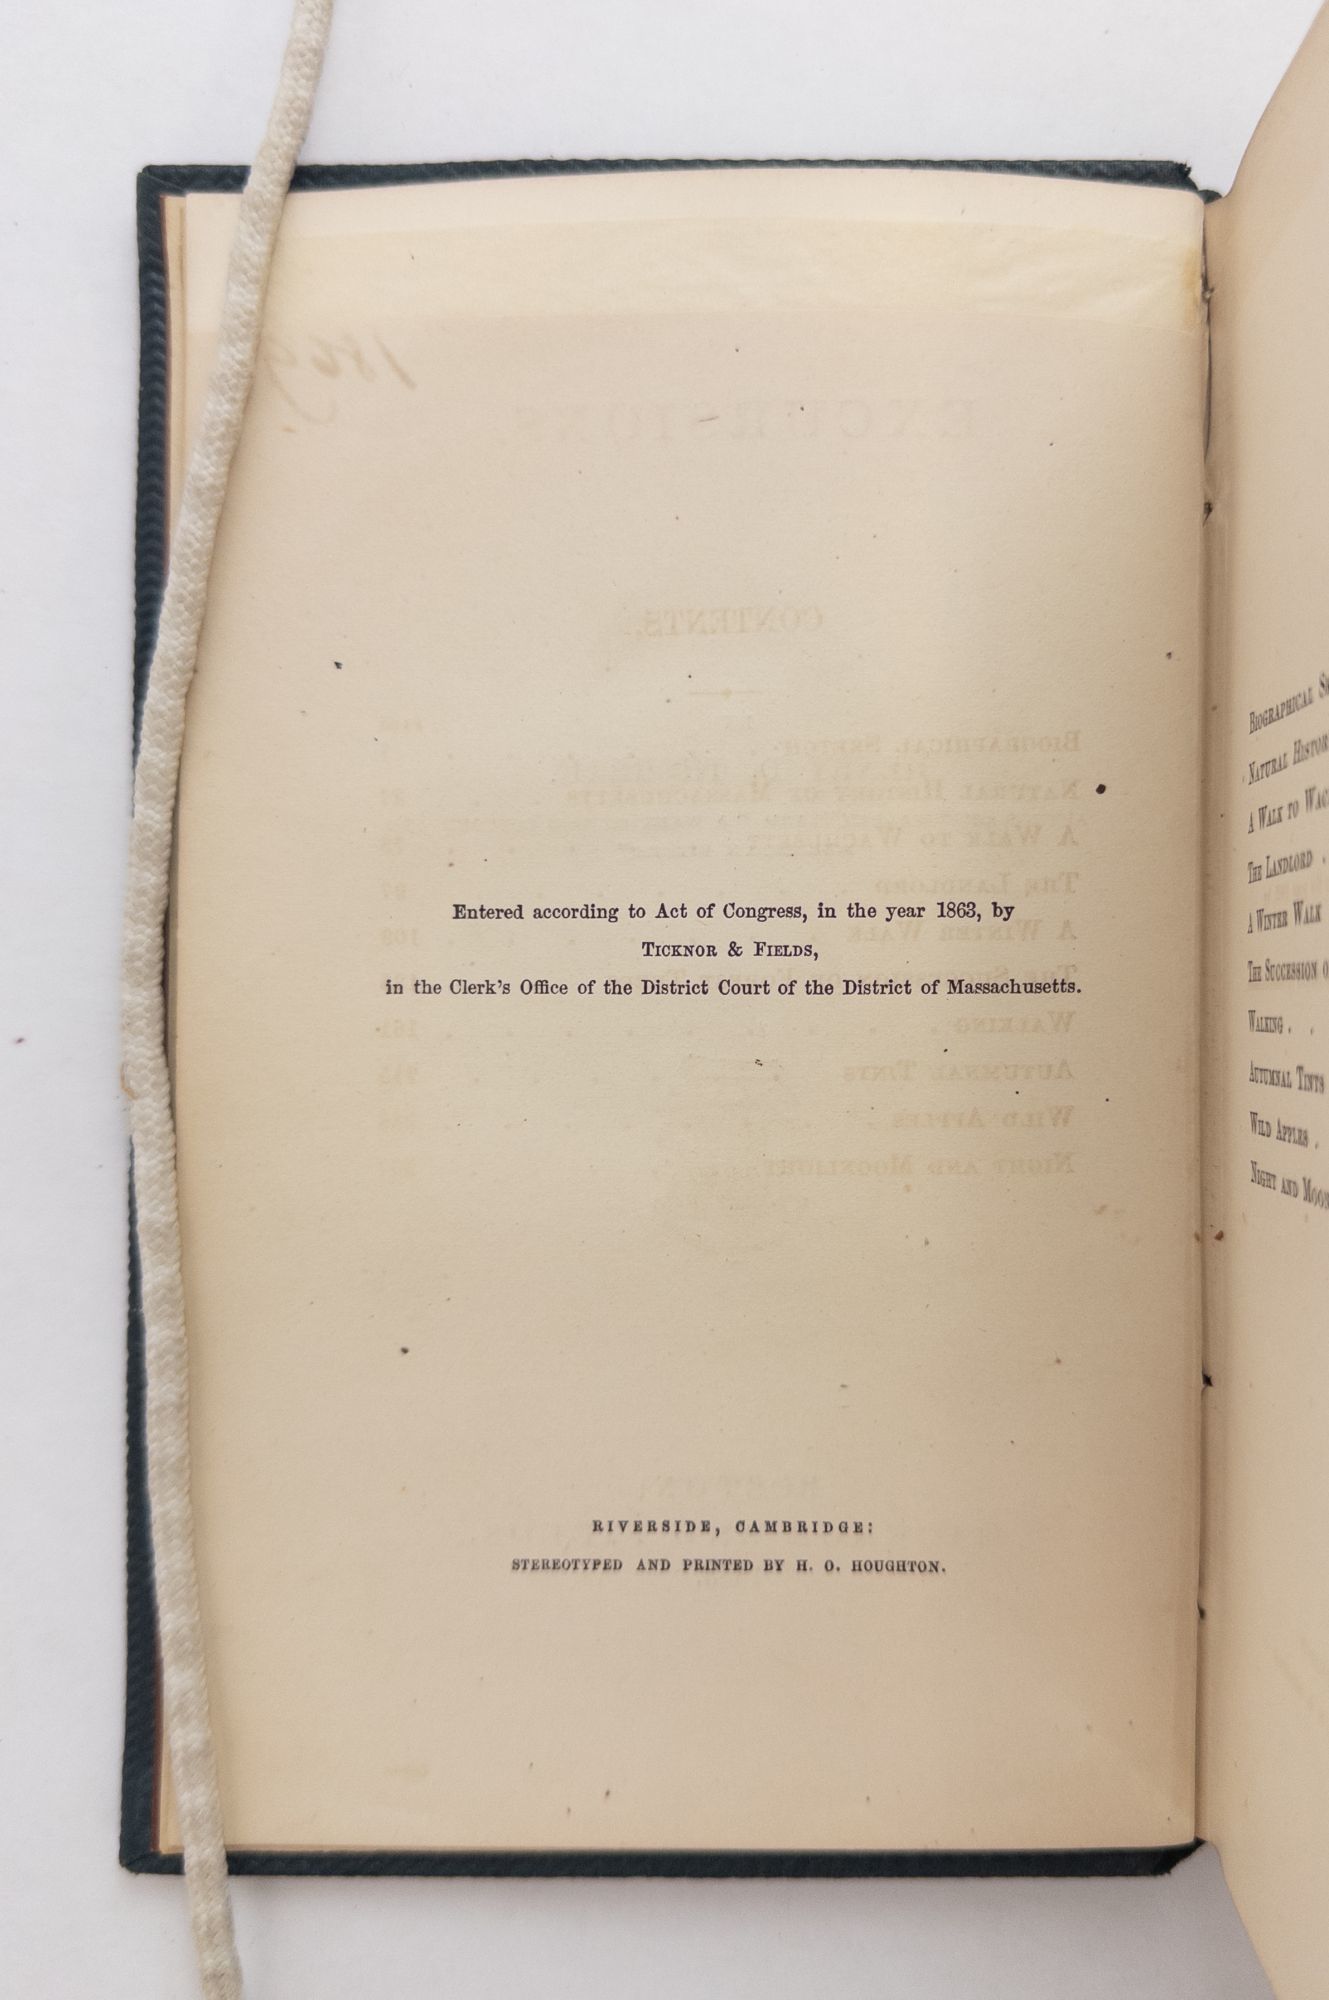 Entered according to Act of Congress, in the year 1863, by
TICKNOR & FIELDS,
in the Clerk's Office of the District Court of the District of Massachusetts.
RIVERSIDE, CAMBRIDGE:
STEREOTYPED AND PRINTED BY H. O. HOUGHTON.
BIOGRAPHICAL
NATURAL
A WALK TO
THE LANDLORD .
A WINTER WALK
THE SUCCESSION
WALKING . .
AUTUMNAL TINTS
WILD APPLES .
NIGHT AND